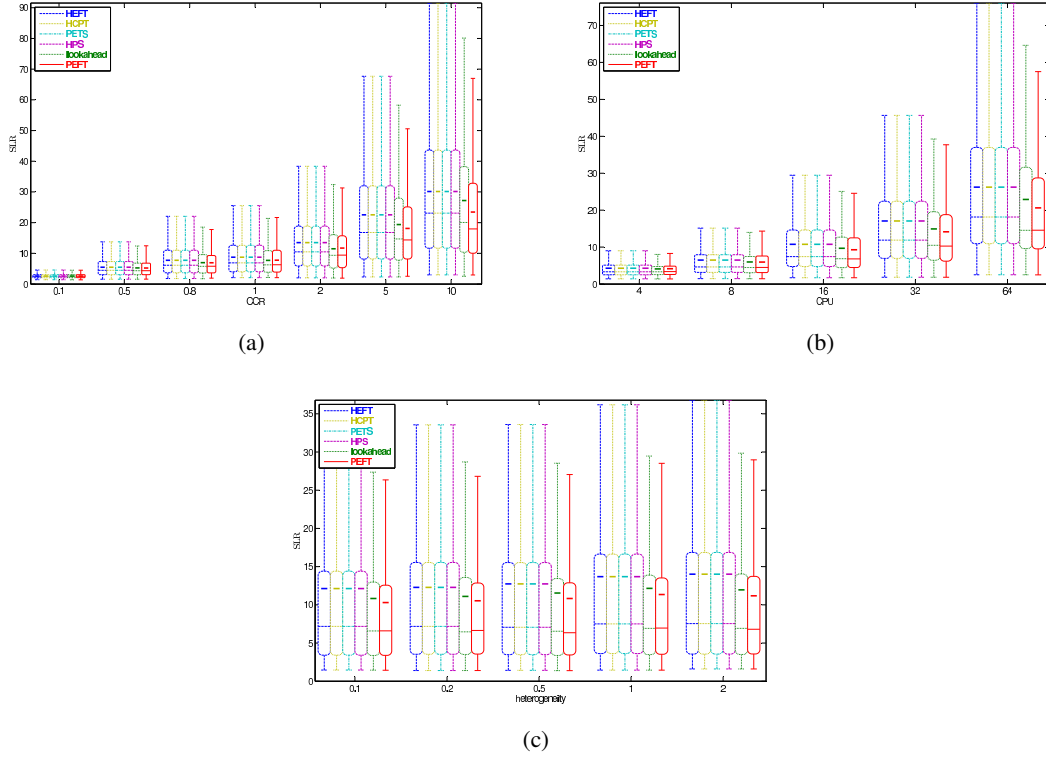 90
80
70
60
50
40
30
20
10
0
SLR
HEFT
HCPT
PETS
HPS
lookahead
PEFT
0.1 0.5 0.8 1 2 5 10
CCR
(a)
70
60
50
40
30
20
10
0
SLR
HEFT
HCPT
PETS
HPS
lookahead
PEFT
4 8 16 32 64
CPU
(b)
35
30
25
20
15
10
5
0
SLR
HEFT
HCPT
PETS
HPS
lookahead
PEFT
0.1 0.2 0.5 1 2
heterogeneity
(c)